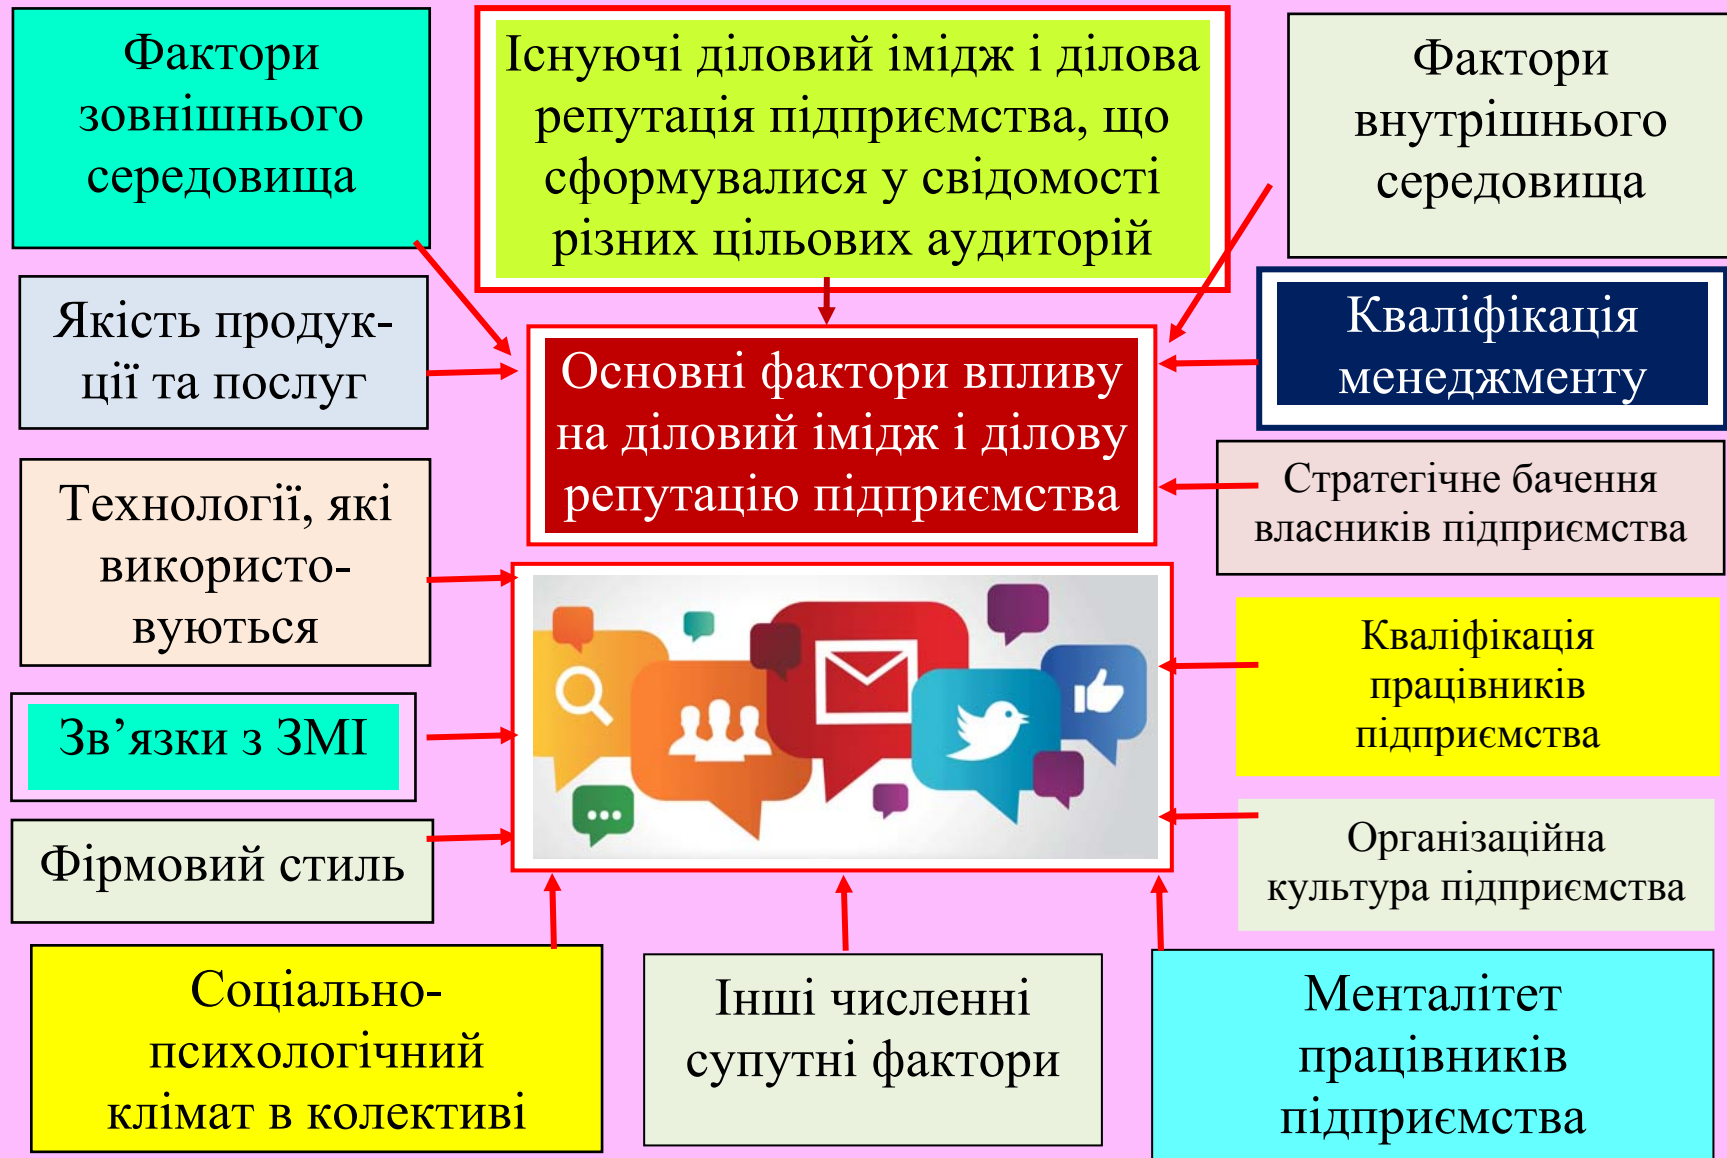 Фактори
зовнішнього
середовища
Існуючі діловий імідж і ділова
репутація підприємства, що
сформувалися у свідомості
різних цільових аудиторій
Фактори
внутрішнього
середовища
Якість продук-
ції та послуг
Основні фактори впливу
на діловий імідж і ділову
репутацію підприємства
Кваліфікація
менеджменту
Технології, які
використо-
вуються
Стратегічне бачення
власників підприємства
Кваліфікація
працівників
підприємства
Зв’язки з ЗМІ
Фірмовий стиль
Організаційна
культура підприємства
Соціально-
психологічний
клімат в колективі
Інші численні
супутні фактори
Менталітет
працівників
підприємства